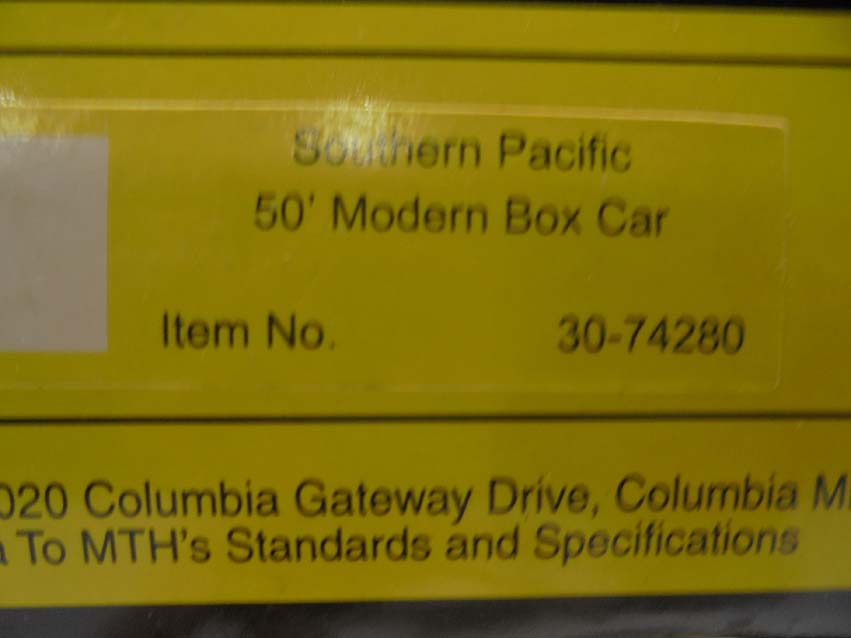 Southern Pacific
50' Modern Box Car
Item No. 30-74280
020 Columbia Gateway Drive, Columbia M
To MTH's Standards and Specifications